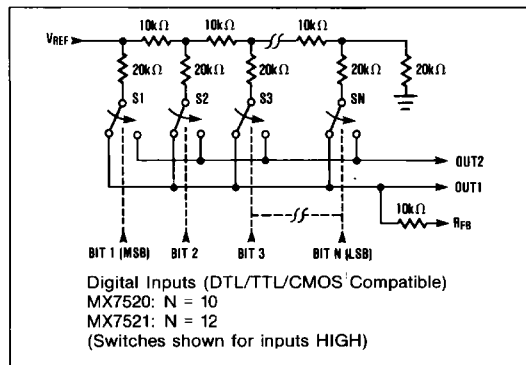 10kΩ 10kΩ 10kΩ
VREF
20kΩ 20kΩ 20kΩ 20kΩ 20kΩ
S1 S2 S3 SN
OUT2
OUT1
10kΩ
RFB
BIT 1 (MSB) BIT 2 BIT 3 BIT N (LSB)
Digital Inputs (DTL/TTL/CMOS Compatible)
MX7520: N = 10
MX7521: N = 12
(Switches shown for inputs HIGH)